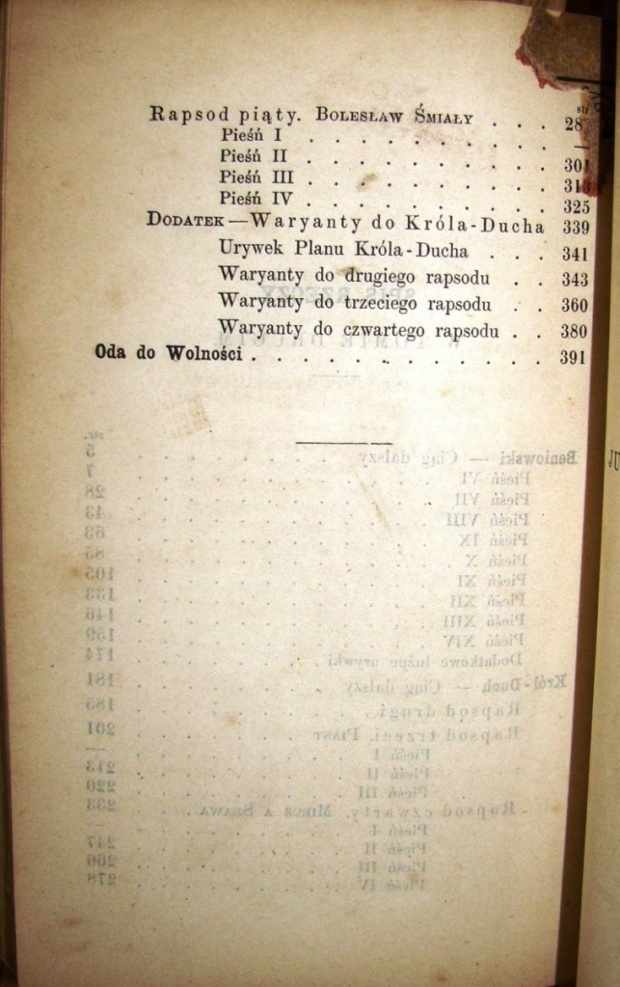 str
Rapsod piąty. Bolesław Śmiały . . . 28
Pieśń I . . . . . . . . . . . —
Pieśń II . . . . . . . . . . . 301
Pieśń III . . . . . . . . . . 313
Pieśń IV . . . . . . . . . . . 325
Dodatek — Waryanty do Króla-Ducha 339
Urywek Planu Króla-Ducha . . . 341
Waryanty do drugiego rapsodu . . 343
Waryanty do trzeciego rapsodu . . 360
Waryanty do czwartego rapsodu . . 380
Oda do Wolności . . . . . . . . . . . . 391